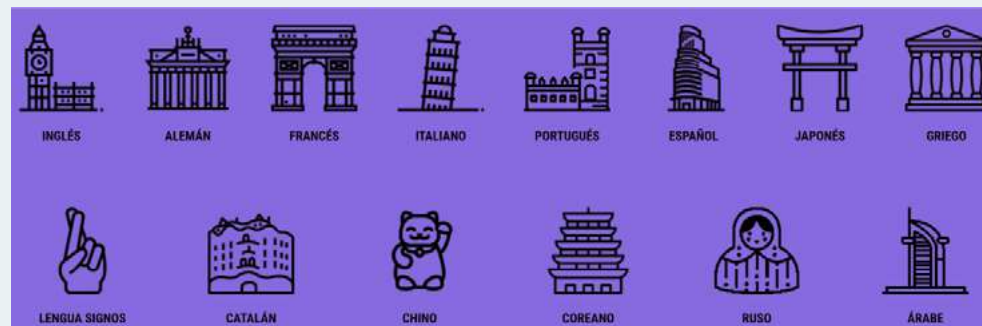 INGLÉS
ALEMÁN
FRANCÉS
ITALIANO
PORTUGUÉS
ESPAÑOL
JAPONÉS
GRIEGO
LENGUA SIGNOS
CATALÁN
CHINO
COREANO
RUSO
ÁRABE